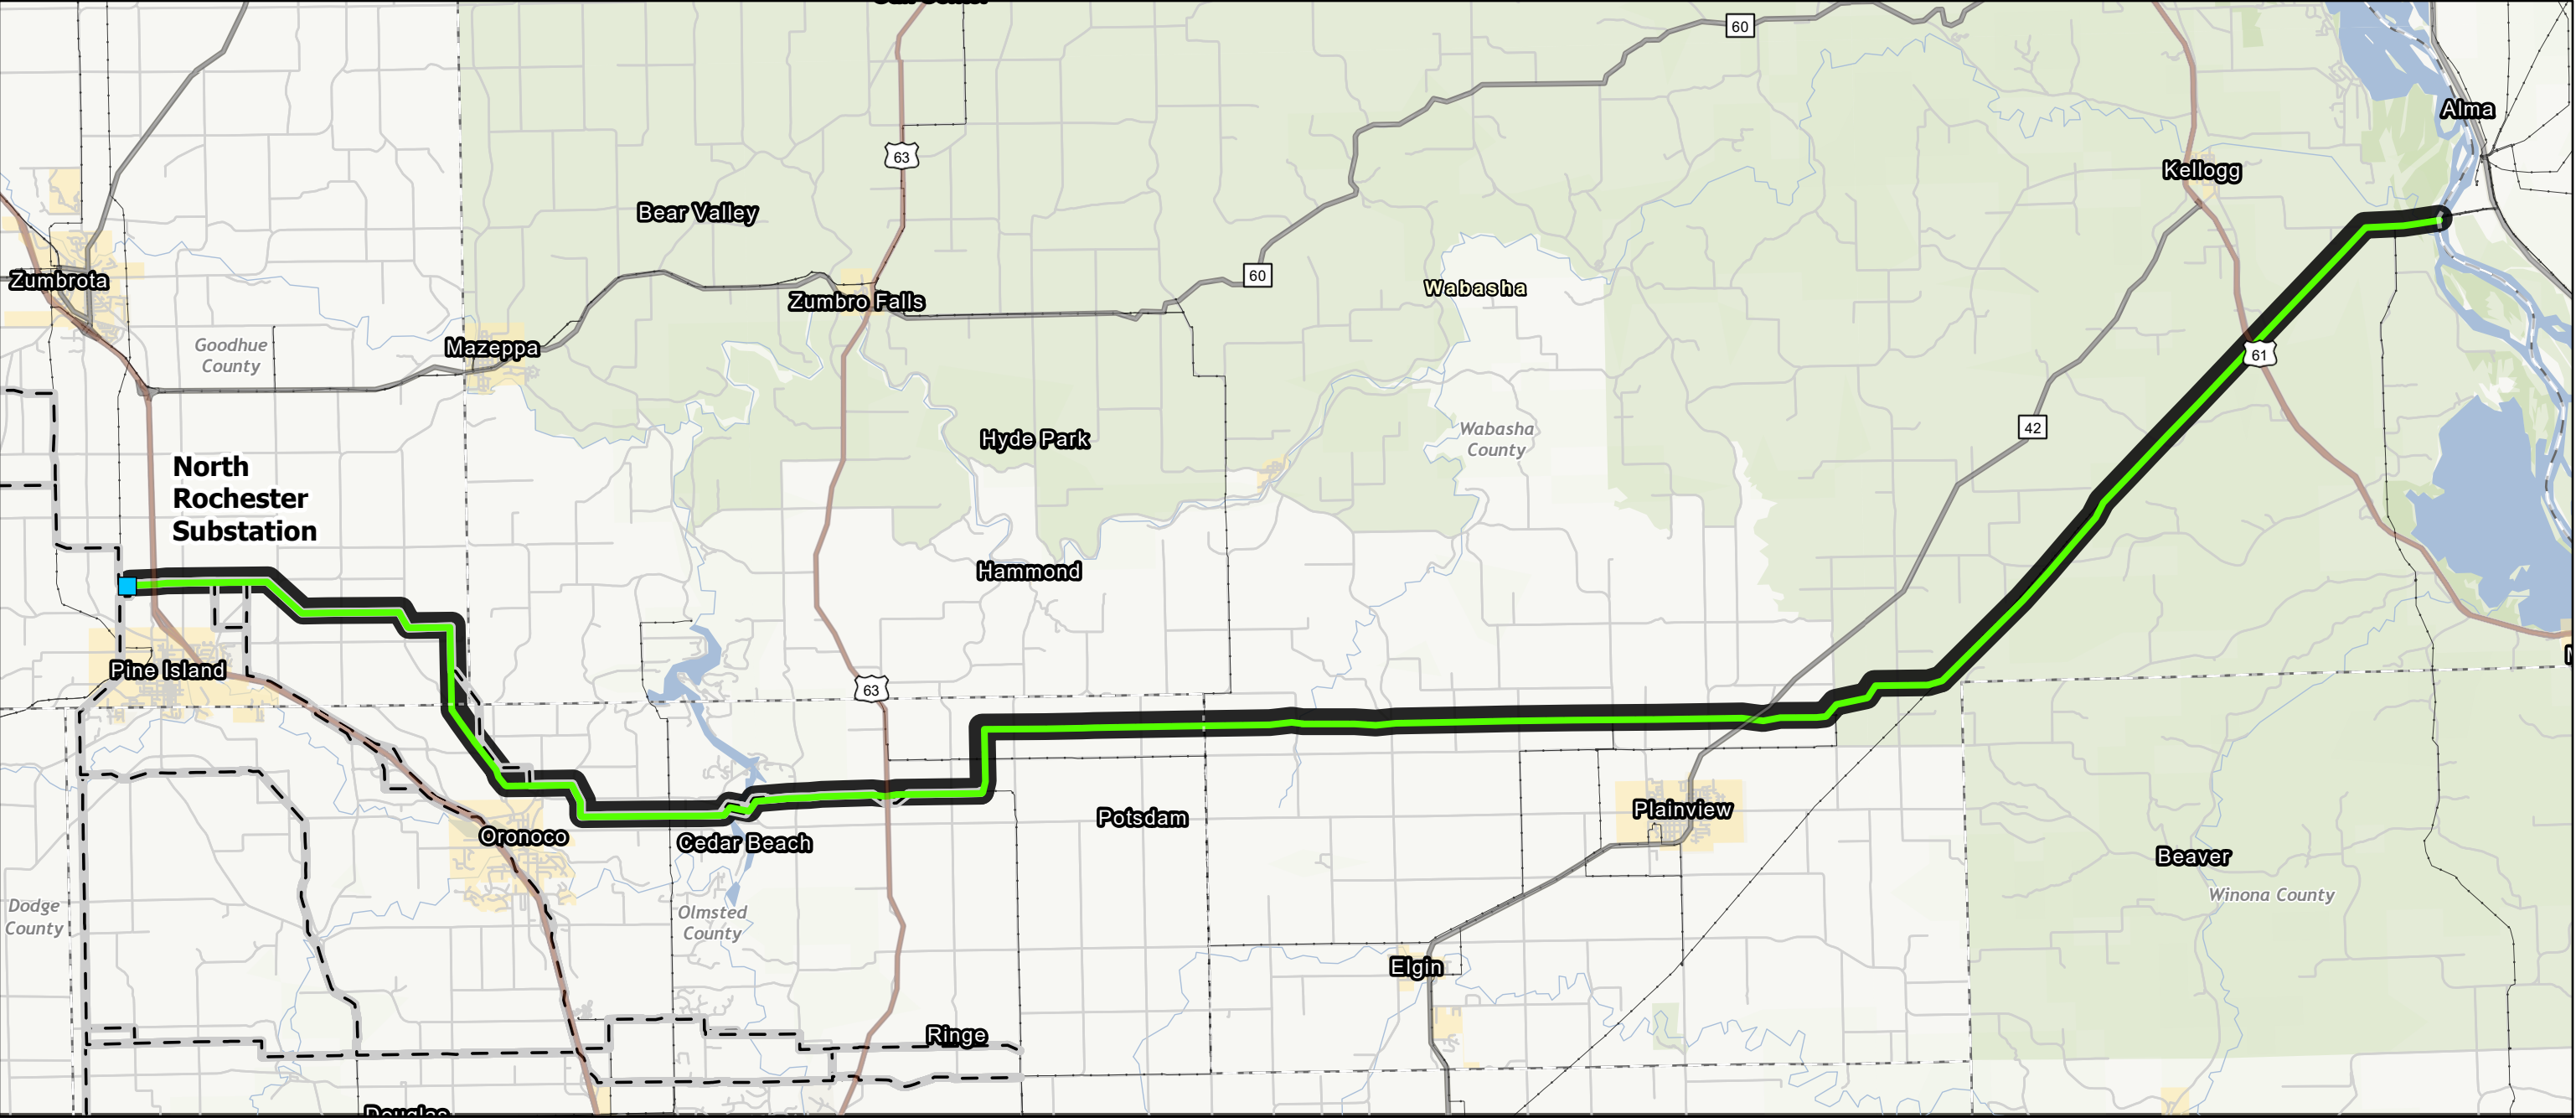 60
Alma
63
Kellogg
Bear Valley
Zumbrota
60
Wabasha
Zumbro Falls
Goodhue
County
Mazeppa
61
42
Hyde Park
Wabasha
County
North
Rochester
Substation
Hammond
Pine Island
63
Oronoco
Cedar Beach
Potsdam
Plainview
Beaver
Winona County
Dodge
County
Olmsted
County
Elgin
Ringe
Douglas